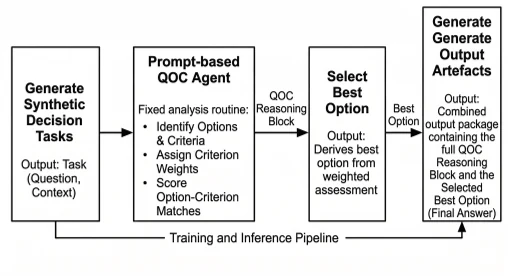 Generate
Synthetic
Decision
Tasks
Output: Task
(Question,
Context)
Prompt-based
QOC Agent
Fixed analysis routine:
• Identify Options
& Criteria
• Assign Criterion
Weights
• Score
Option-Criterion
Matches
QOC
Reasoning
Block
Select
Best
Option
Output:
Derives best
option from
weighted
assessment
Best
Option
Generate
Generate
Output
Artefacts
Output:
Combined
output package
containing the
full QOC
Reasoning
Block and the
Selected
Best Option
(Final Answer)
Training and Inference Pipeline